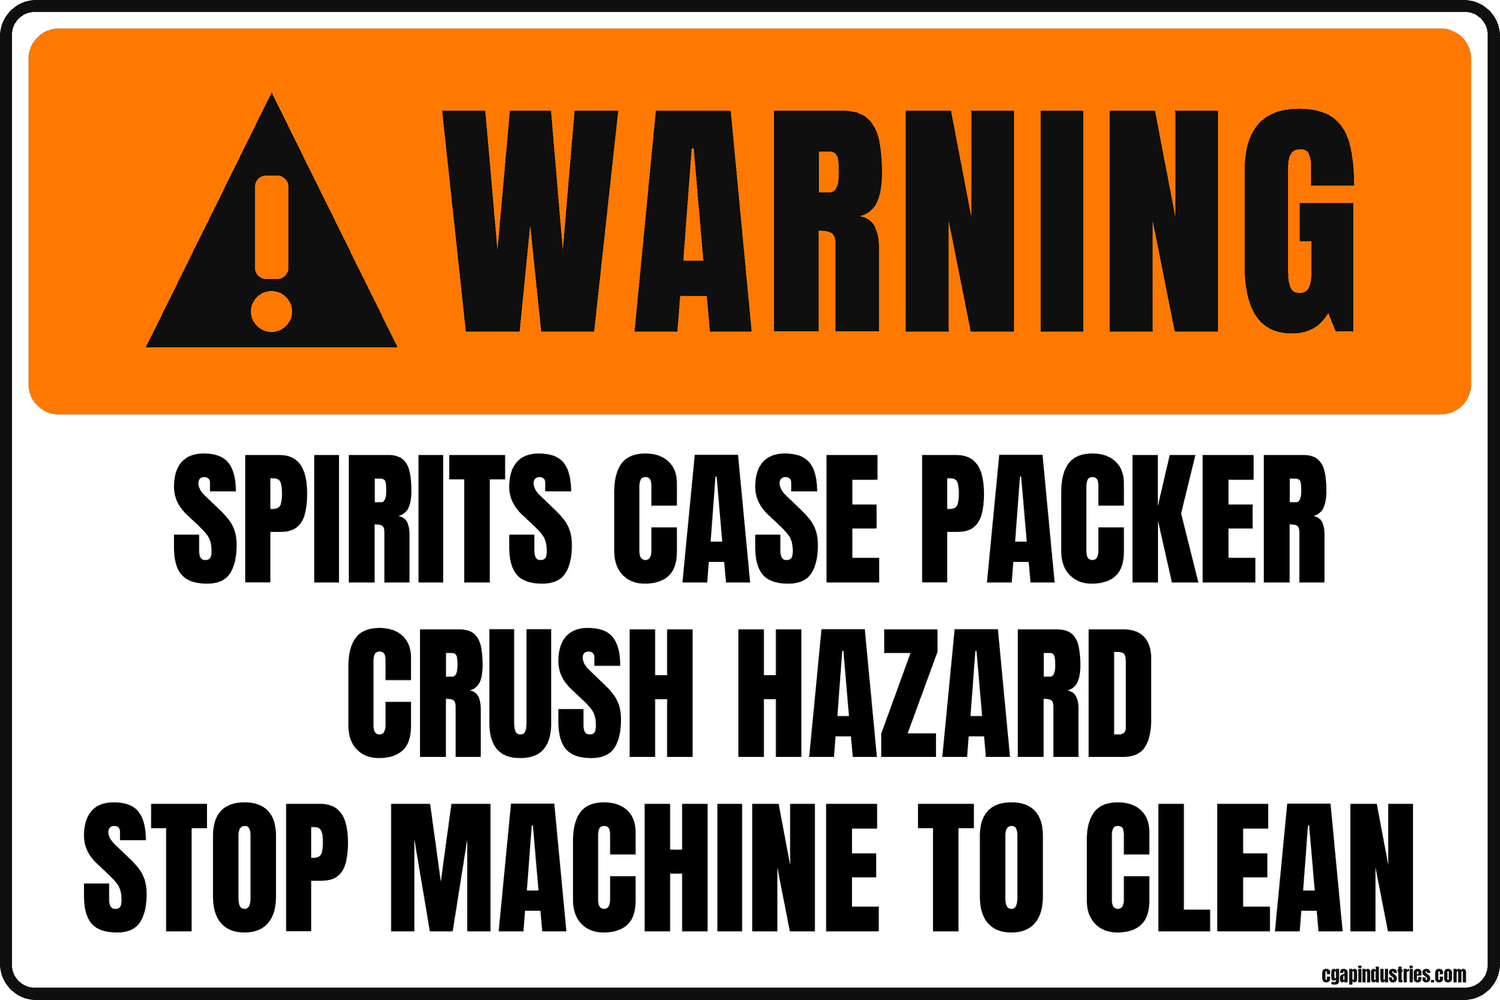 WARNING
SPIRITS CASE PACKER
CRUSH HAZARD
STOP MACHINE TO CLEAN
cgapindustries.com